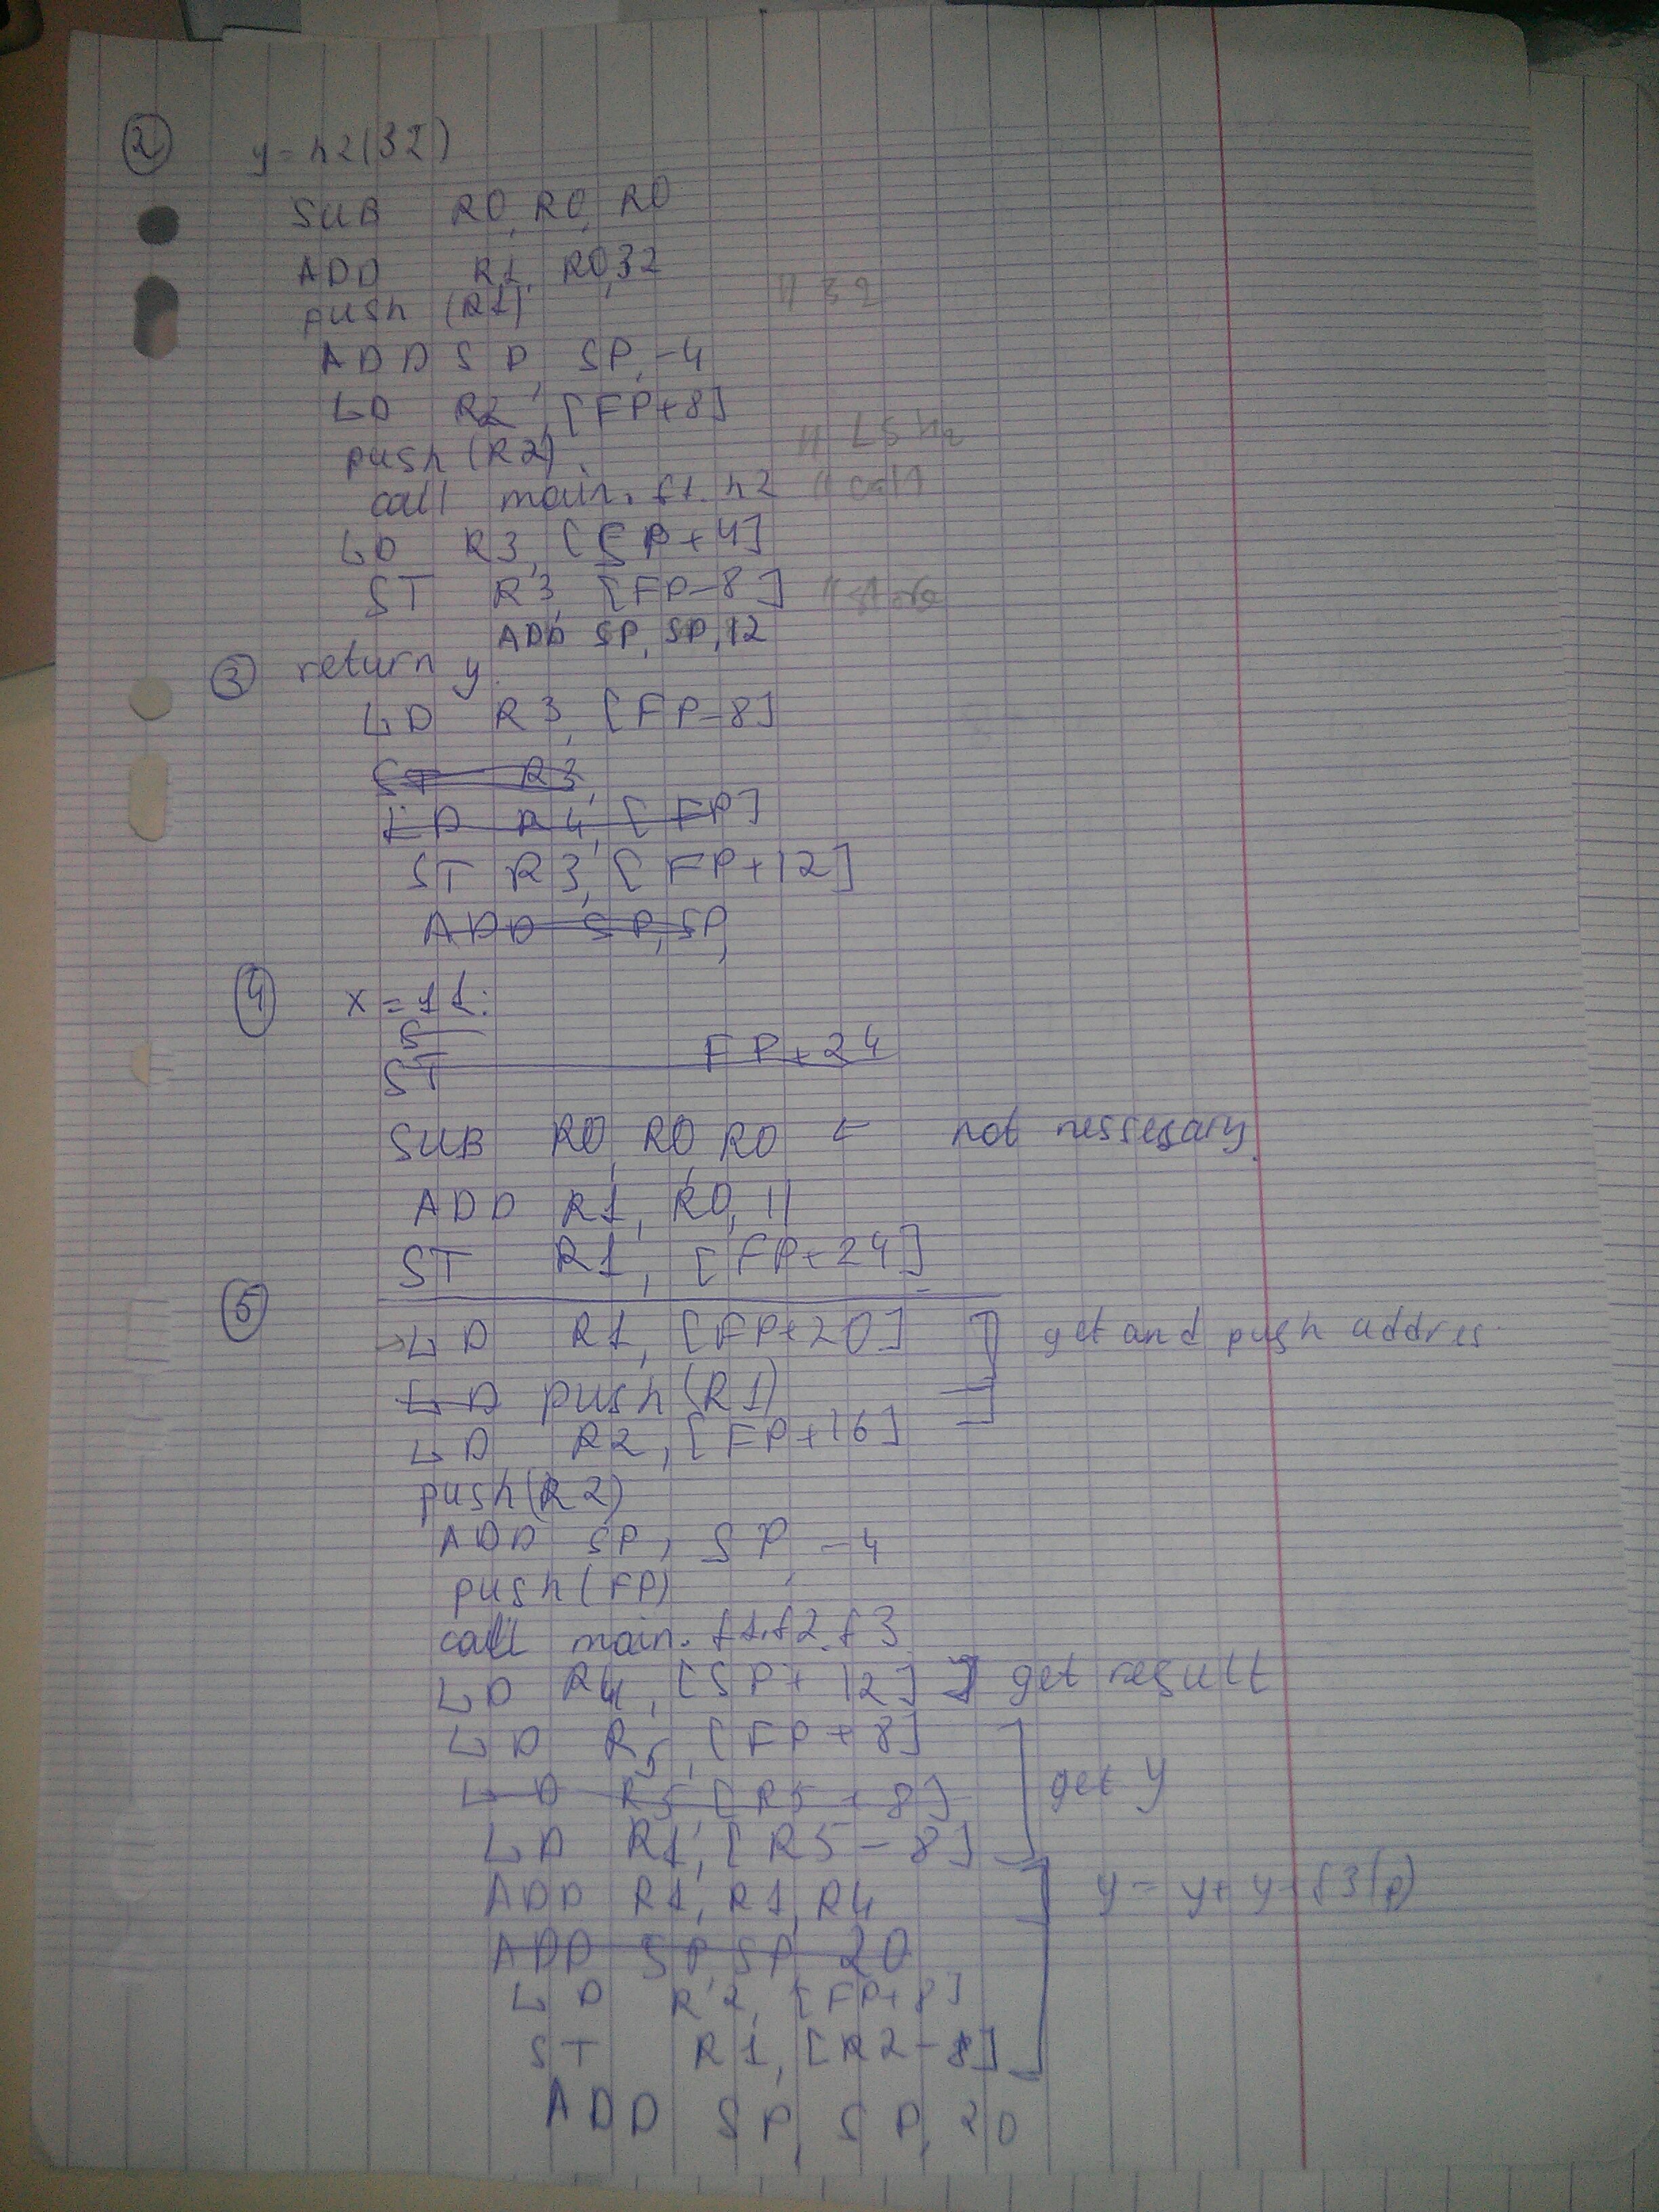 ② y = h2(32)
SUB R0, R0, R0
ADD R1, R0, 32
push (R1) // 32
ADD SP, SP, -4
LD R2, [FP+8]
push (R2) // LS h2
call main.f1.h2 // call
LD R3, [SP+4]
ST R3, [FP-8] // store
ADD SP, SP, 12
③ return y.
LD R3, [FP-8]
ST R3,
LD R4, [FP]
ST R3, [FP+12]
ADD SP, SP,
④ x = 11:
S
ST FP+24
SUB R0, R0, R0 ← not nessesary.
ADD R1, R0, 11
ST R1, [FP+24]
⑤
→LD R1, [FP+20] ] get and push addres.
LD push (R1)
LD R2, [FP+16]
push (R2)
ADD SP, SP, -4
push (FP)
call main.f1.f2.f3
LD R4, [SP+12] ] get result
LD R5, [FP+8]
LD R5, [R5+8] get y
LD R1, [R5-8]
ADD R1, R1, R4 y = y + y + f3(p)
ADD SP, SP, 20
LD R2, [FP+8]
ST R1, [R2-8]
ADD SP, SP, 20